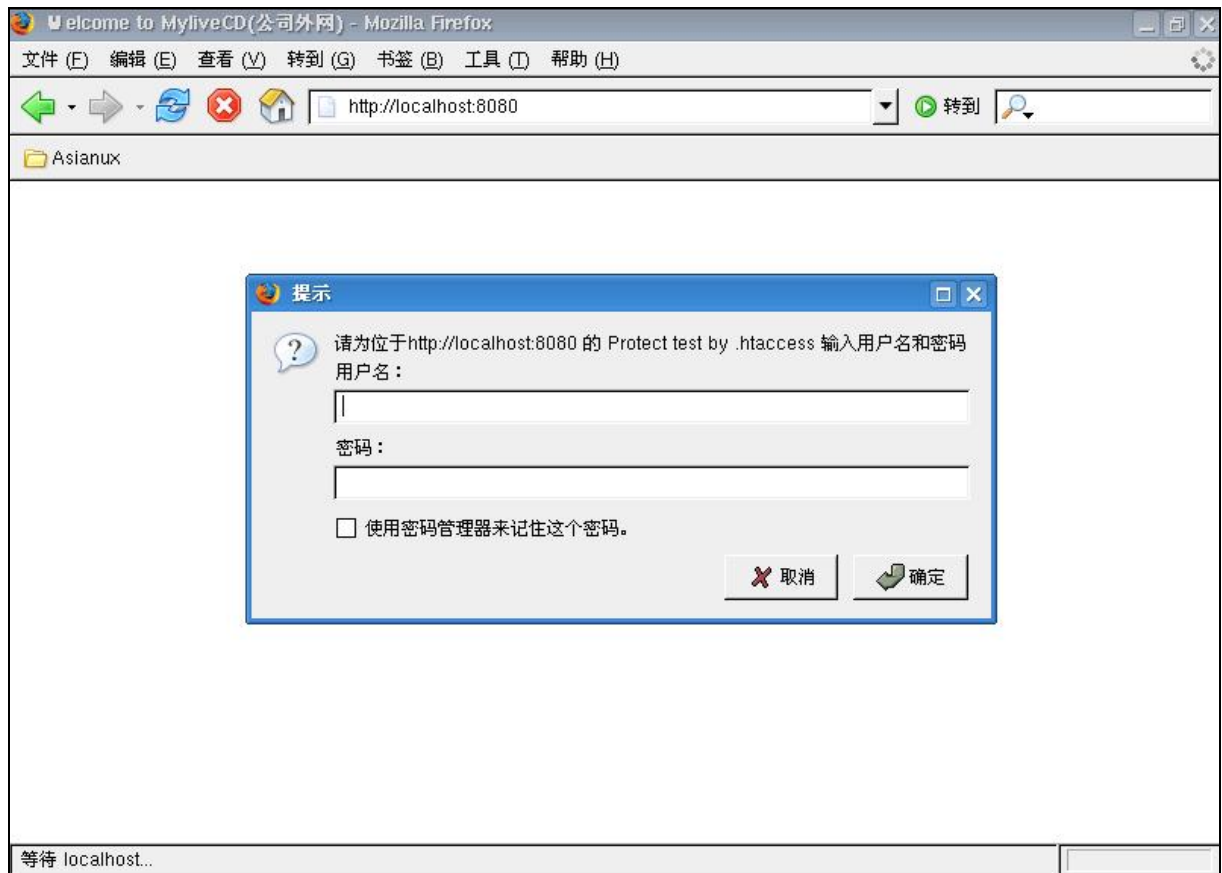 Welcome to MyliveCD(公司外网) - Mozilla Firefox
文件 (F) 编辑 (E) 查看 (V) 转到 (G) 书签 (B) 工具 (T) 帮助 (H)
http://localhost:8080 转到
Asianux
提示
请为位于http://localhost:8080 的 Protect test by .htaccess 输入用户名和密码
用户名：
密码：
使用密码管理器来记住这个密码。
取消 确定
等待 localhost...